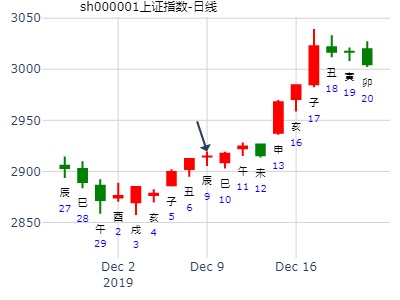 sh000001上证指数-日线
3050
3000
2950
2900
2850
辰
27
巳
28
午
29
酉
2
戌
3
亥
4
子
5
丑
6
辰
9
巳
10
午
11
未
12
申
13
亥
16
子
17
丑
18
寅
19
卯
20
Dec 2
2019
Dec 9
Dec 16